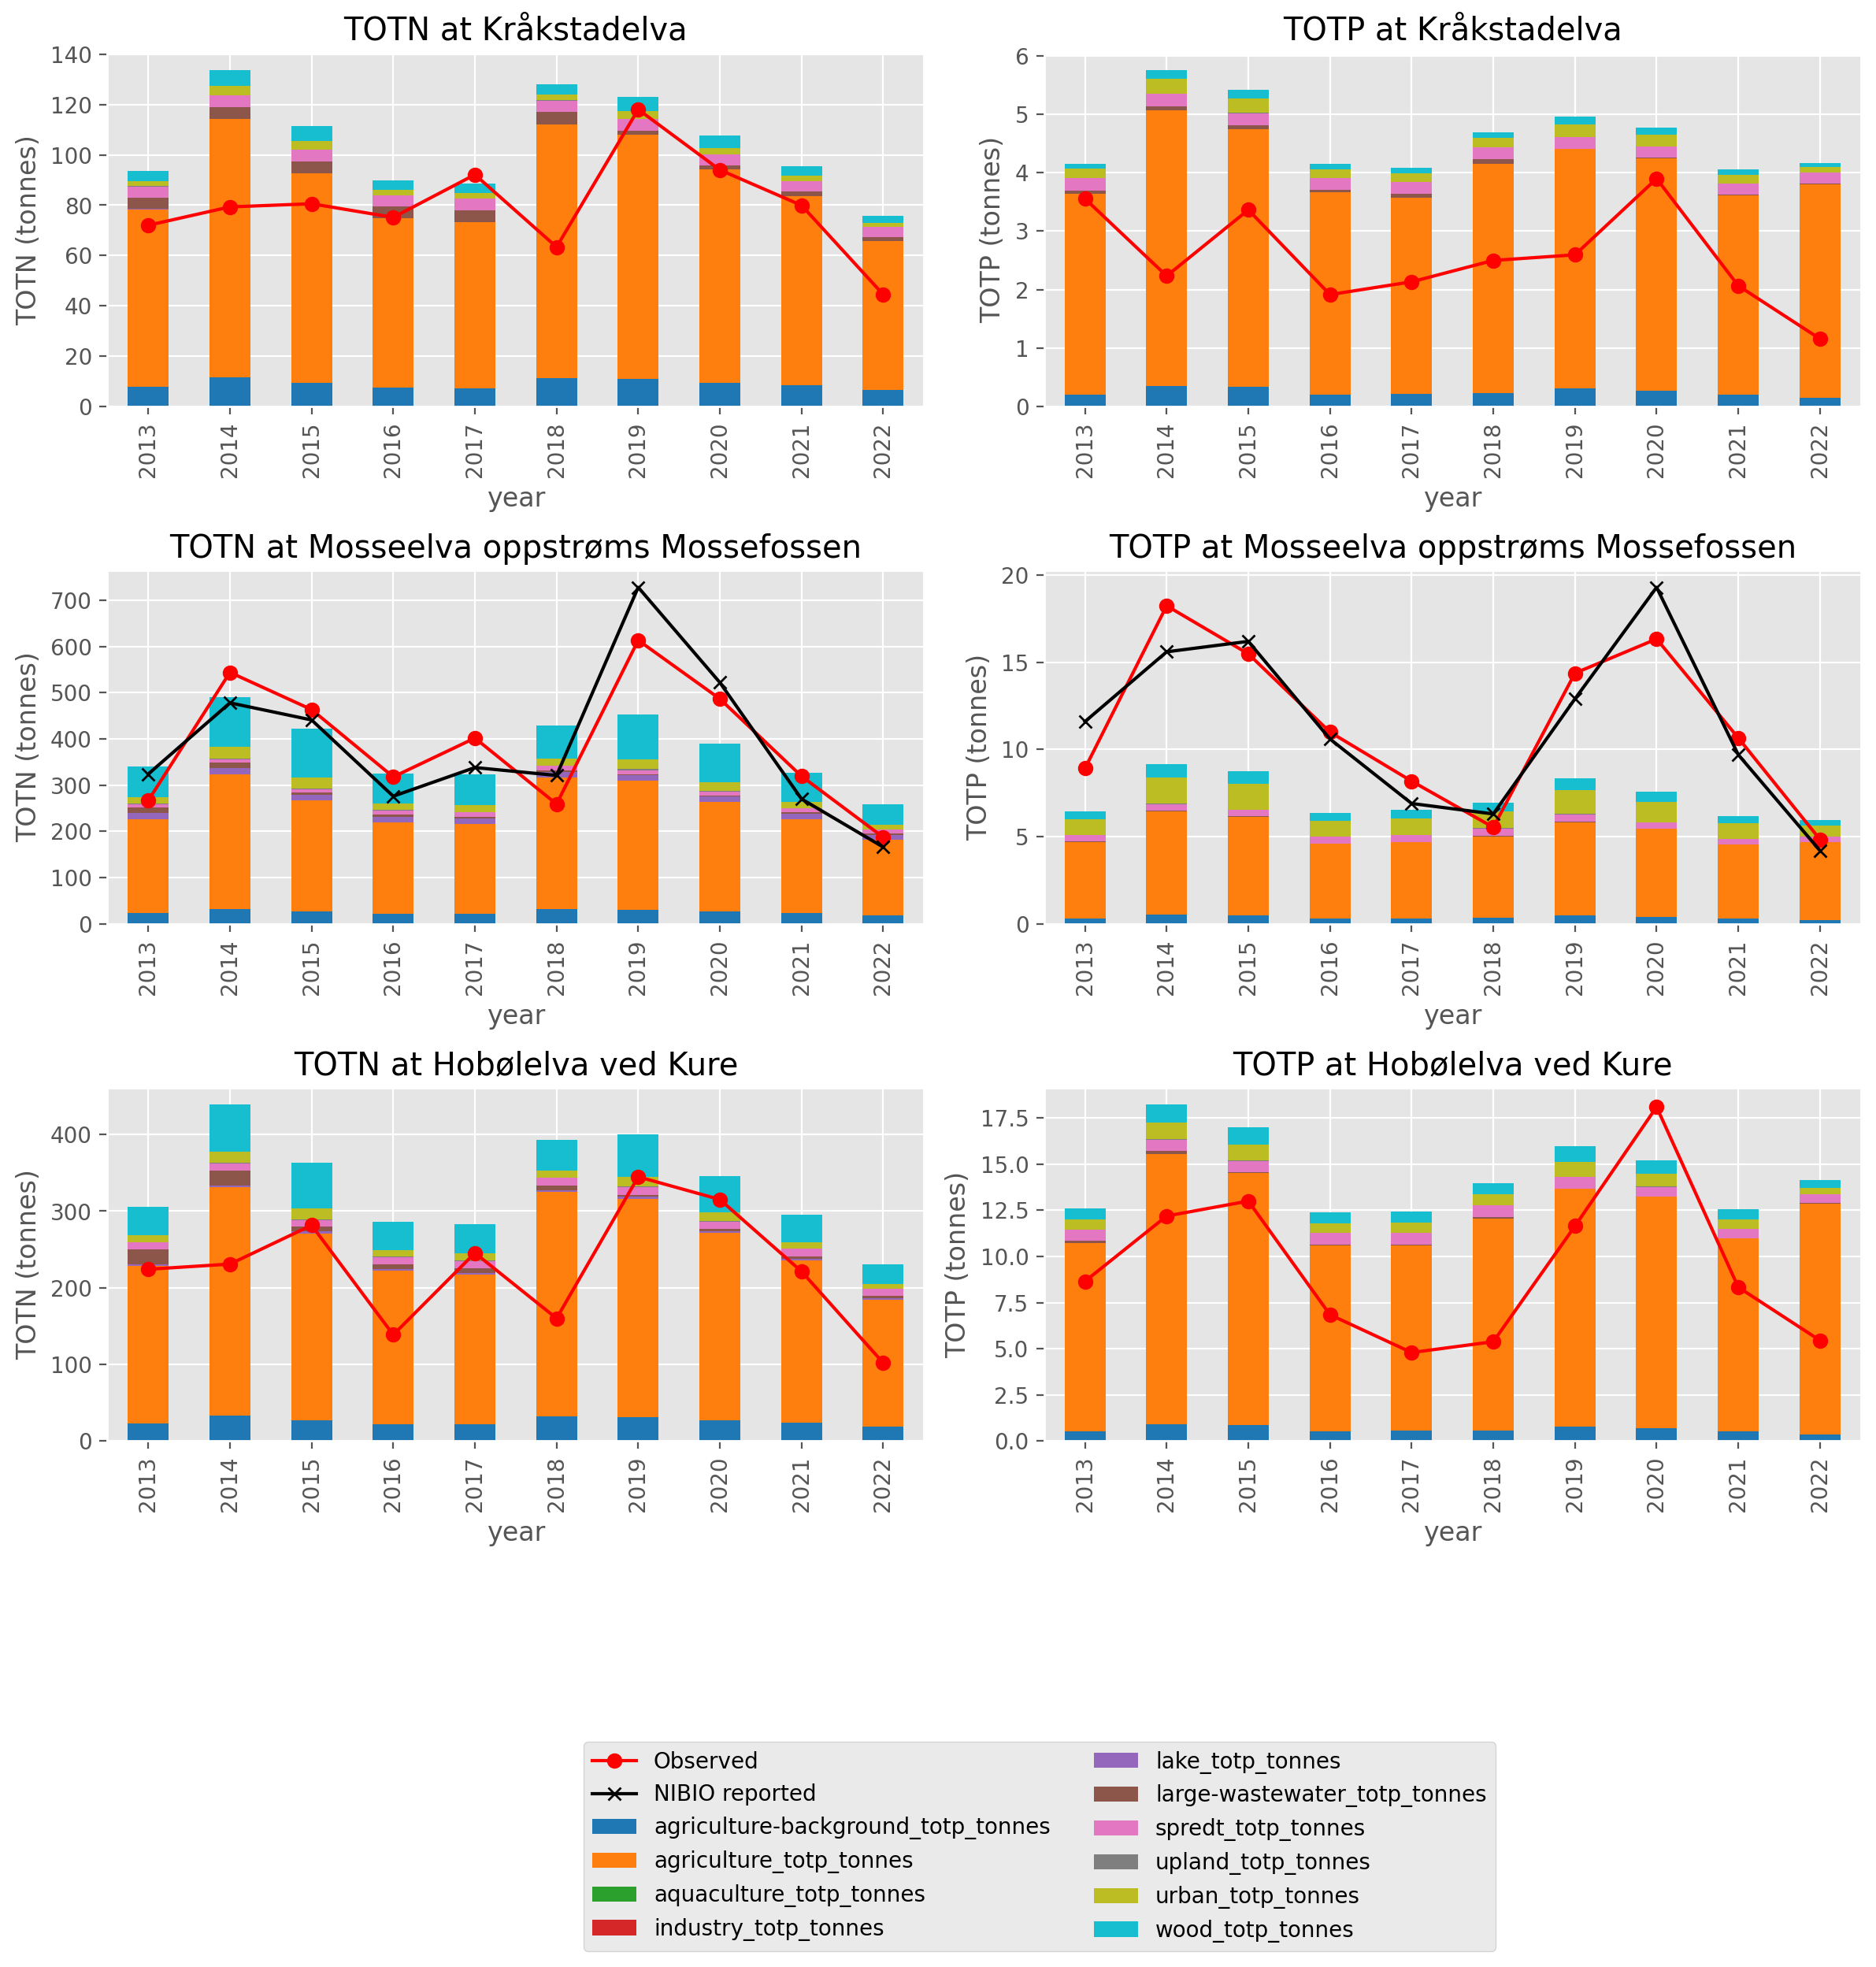 TOTN at Kråkstadelva
TOTP at Kråkstadelva
TOTN (tonnes)
140
120
100
80
60
40
20
0
2013 2014 2015 2016 2017 2018 2019 2020 2021 2022
year
TOTP (tonnes)
6
5
4
3
2
1
0
2013 2014 2015 2016 2017 2018 2019 2020 2021 2022
year
TOTN at Mosseelva oppstrøms Mossefossen
TOTP at Mosseelva oppstrøms Mossefossen
TOTN (tonnes)
700
600
500
400
300
200
100
0
2013 2014 2015 2016 2017 2018 2019 2020 2021 2022
year
TOTP (tonnes)
20
15
10
5
0
2013 2014 2015 2016 2017 2018 2019 2020 2021 2022
year
TOTN at Hobølelva ved Kure
TOTP at Hobølelva ved Kure
TOTN (tonnes)
400
300
200
100
0
2013 2014 2015 2016 2017 2018 2019 2020 2021 2022
year
TOTP (tonnes)
17.5
15.0
12.5
10.0
7.5
5.0
2.5
0.0
2013 2014 2015 2016 2017 2018 2019 2020 2021 2022
year
Observed
NIBIO reported
agriculture-background_totp_tonnes
agriculture_totp_tonnes
aquaculture_totp_tonnes
industry_totp_tonnes
lake_totp_tonnes
large-wastewater_totp_tonnes
spredt_totp_tonnes
upland_totp_tonnes
urban_totp_tonnes
wood_totp_tonnes